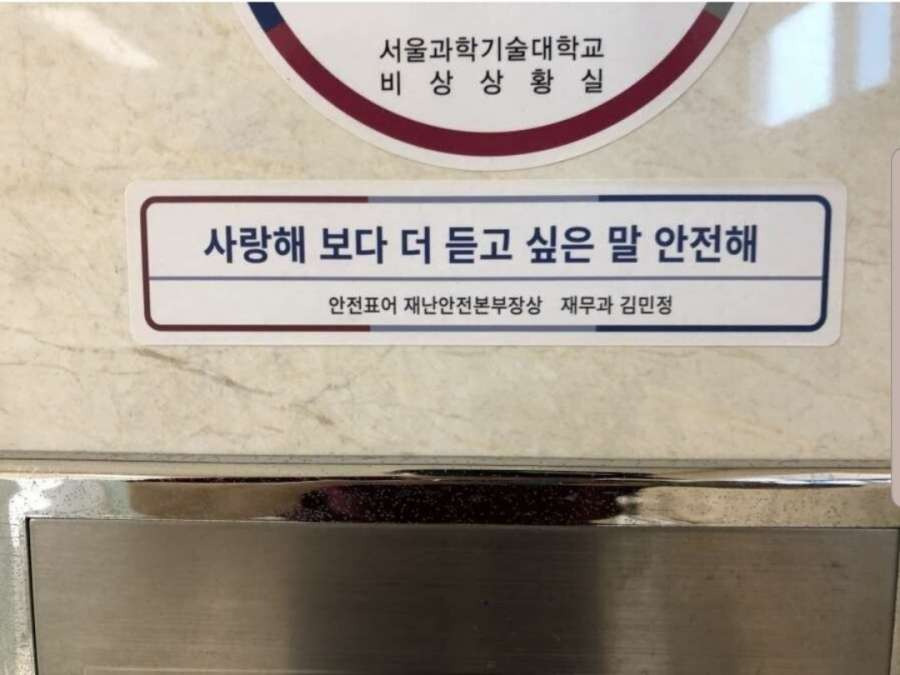 서울과학기술대학교
비 상 상 황 실
사랑해 보다 더 듣고 싶은 말 안전해
안전표어 재난안전본부장상 재무과 김민정